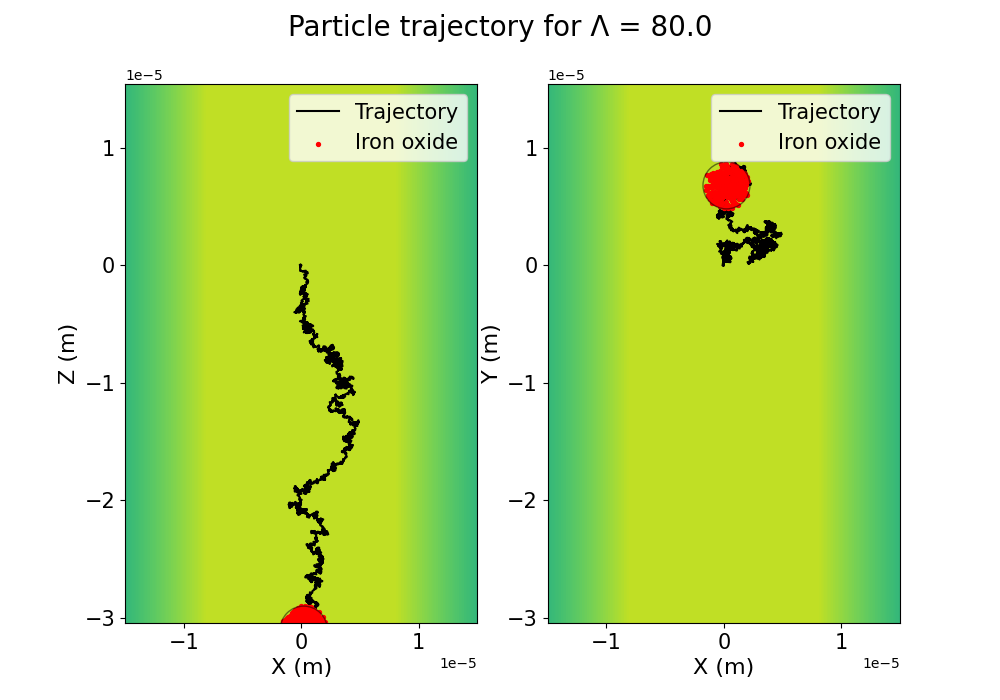 Particle trajectory for Λ = 80.0
1e−5
Trajectory
Iron oxide
1
0
−1
−2
−3
Z (m)
−1
0
1
X (m)
1e−5
1e−5
Trajectory
Iron oxide
1
0
−1
−2
−3
Y (m)
−1
0
1
X (m)
1e−5